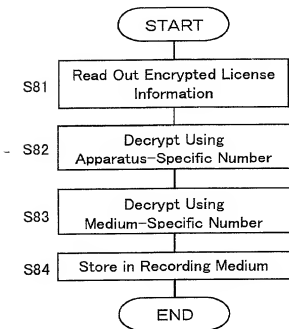 START
S81
Read Out Encrypted License
Information
S82
Decrypt Using
Apparatus-Specific Number
S83
Decrypt Using
Medium-Specific Number
S84
Store in Recording Medium
END